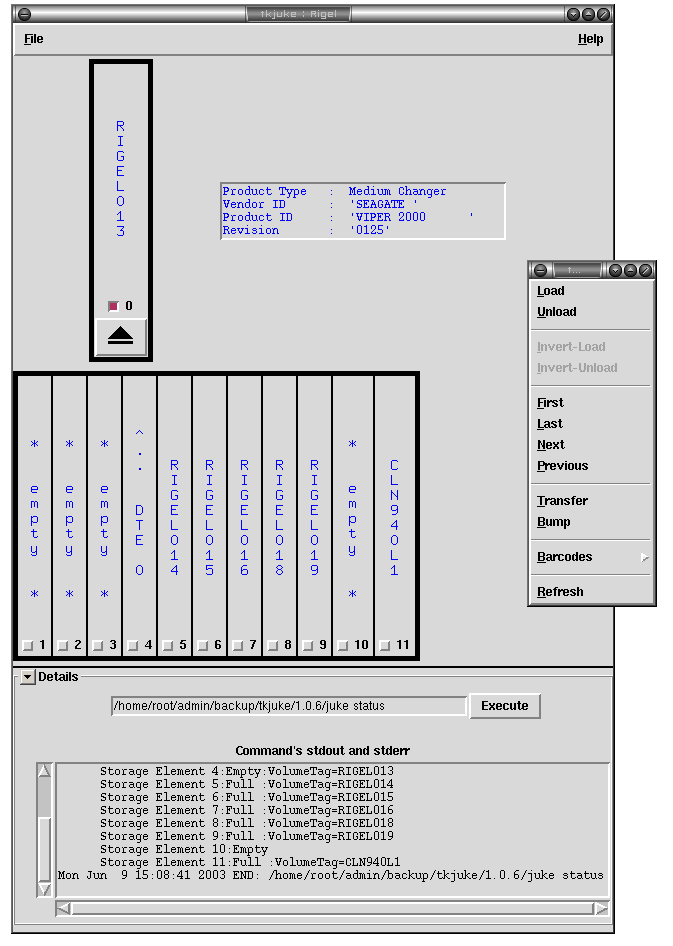 tkjuke : Rigel
File Help
RIGEL013
0
Product Type : Medium Changer
Vendor ID : 'SEAGATE '
Product ID : 'VIPER 2000 '
Revision : '0125'
t...
Load
Unload
Invert-Load
Invert-Unload
First
Last
Next
Previous
Transfer
Bump
Barcodes
Refresh
* empty *
1
* empty *
2
* empty *
3
^.. DTE 0
4
RIGEL014
5
RIGEL015
6
RIGEL016
7
RIGEL018
8
RIGEL019
9
* empty *
10
CLN940L1
11
Details
/home/root/admin/backup/tkjuke/1.0.6/juke status Execute
Command's stdout and stderr
Storage Element 4:Empty:VolumeTag=RIGEL013
Storage Element 5:Full :VolumeTag=RIGEL014
Storage Element 6:Full :VolumeTag=RIGEL015
Storage Element 7:Full :VolumeTag=RIGEL016
Storage Element 8:Full :VolumeTag=RIGEL018
Storage Element 9:Full :VolumeTag=RIGEL019
Storage Element 10:Empty
Storage Element 11:Full :VolumeTag=CLN940L1
Mon Jun  9 15:08:41 2003 END: /home/root/admin/backup/tkjuke/1.0.6/juke status